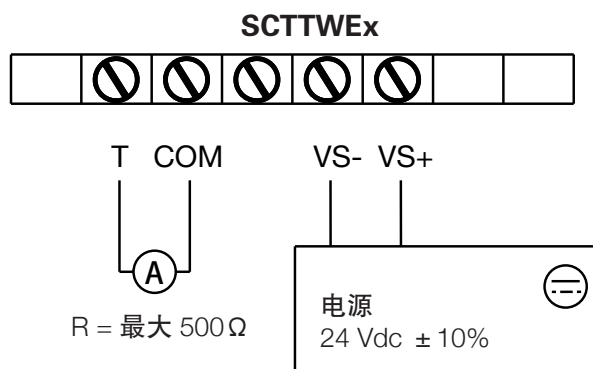 SCTTWEx
T COM VS- VS+
A
R = 最大 500Ω
电源
24 Vdc ± 10%